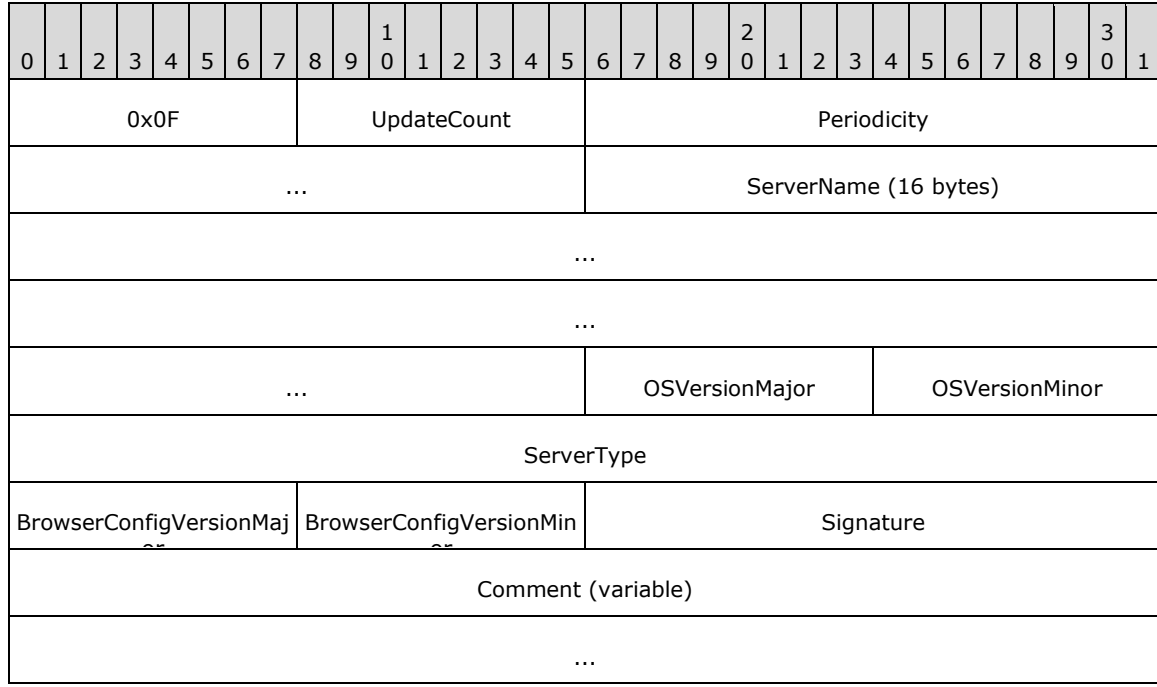 1 2 3
0 1 2 3 4 5 6 7 8 9 0 1 2 3 4 5 6 7 8 9 0 1 2 3 4 5 6 7 8 9 0 1
0x0F UpdateCount Periodicity
... ServerName (16 bytes)
...
...
... OSVersionMajor OSVersionMinor
ServerType
BrowserConfigVersionMaj BrowserConfigVersionMin Signature
or or
Comment (variable)
...